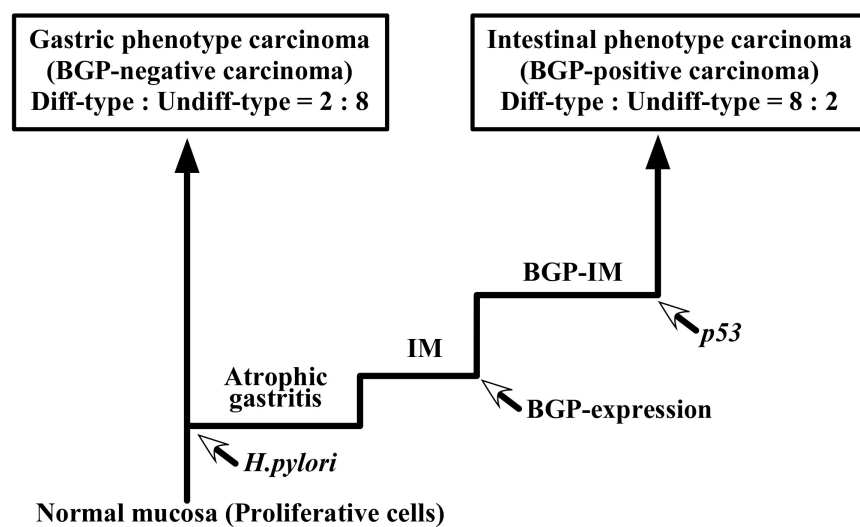 Gastric phenotype carcinoma
(BGP-negative carcinoma)
Diff-type : Undiff-type = 2 : 8
Intestinal phenotype carcinoma
(BGP-positive carcinoma)
Diff-type : Undiff-type = 8 : 2
BGP-IM
p53
IM
Atrophic
gastritis
BGP-expression
H.pylori
Normal mucosa (Proliferative cells)